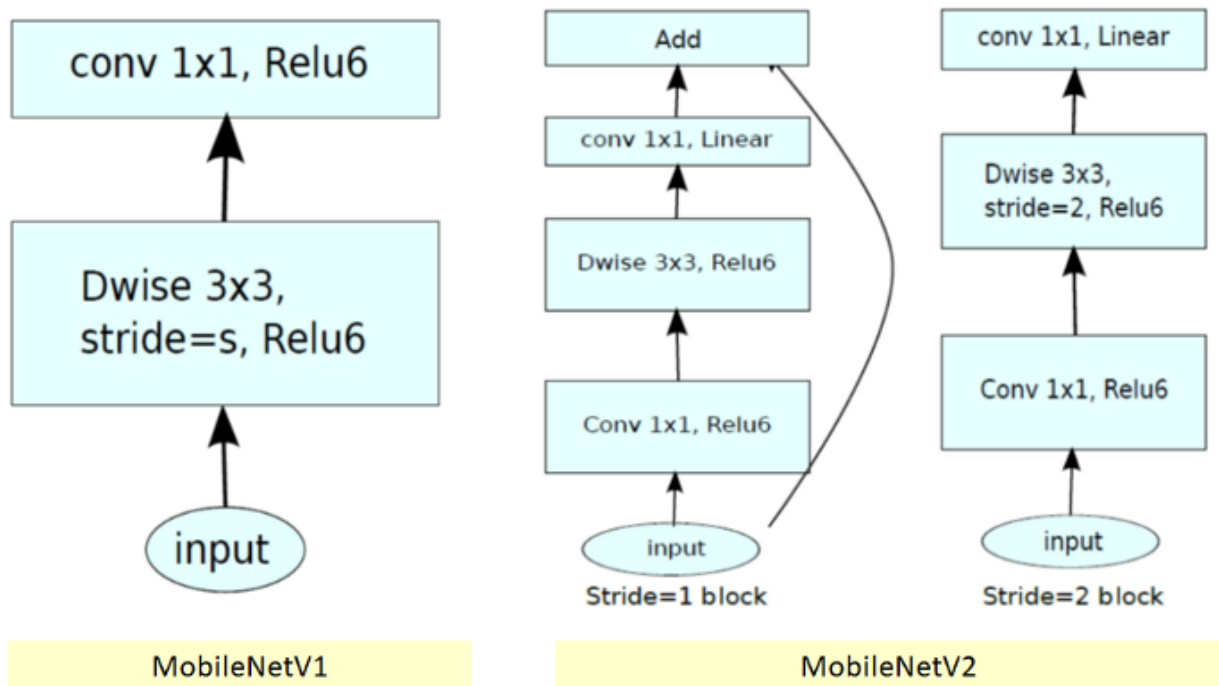 conv 1x1, Relu6
Dwise 3x3,
stride=s, Relu6
input
MobileNetV1
Add
conv 1x1, Linear
Dwise 3x3, Relu6
Conv 1x1, Relu6
input
Stride=1 block
conv 1x1, Linear
Dwise 3x3,
stride=2, Relu6
Conv 1x1, Relu6
input
Stride=2 block
MobileNetV2